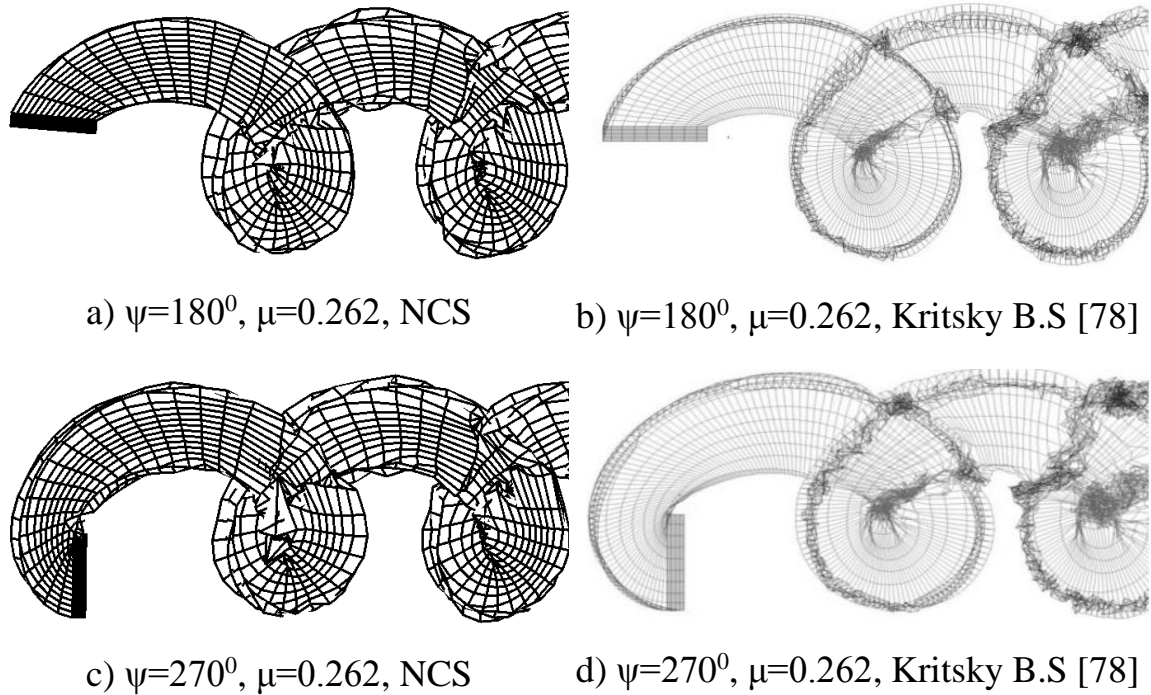 a) ψ=180⁰, μ=0.262, NCS
b) ψ=180⁰, μ=0.262, Kritsky B.S [78]
c) ψ=270⁰, μ=0.262, NCS
d) ψ=270⁰, μ=0.262, Kritsky B.S [78]